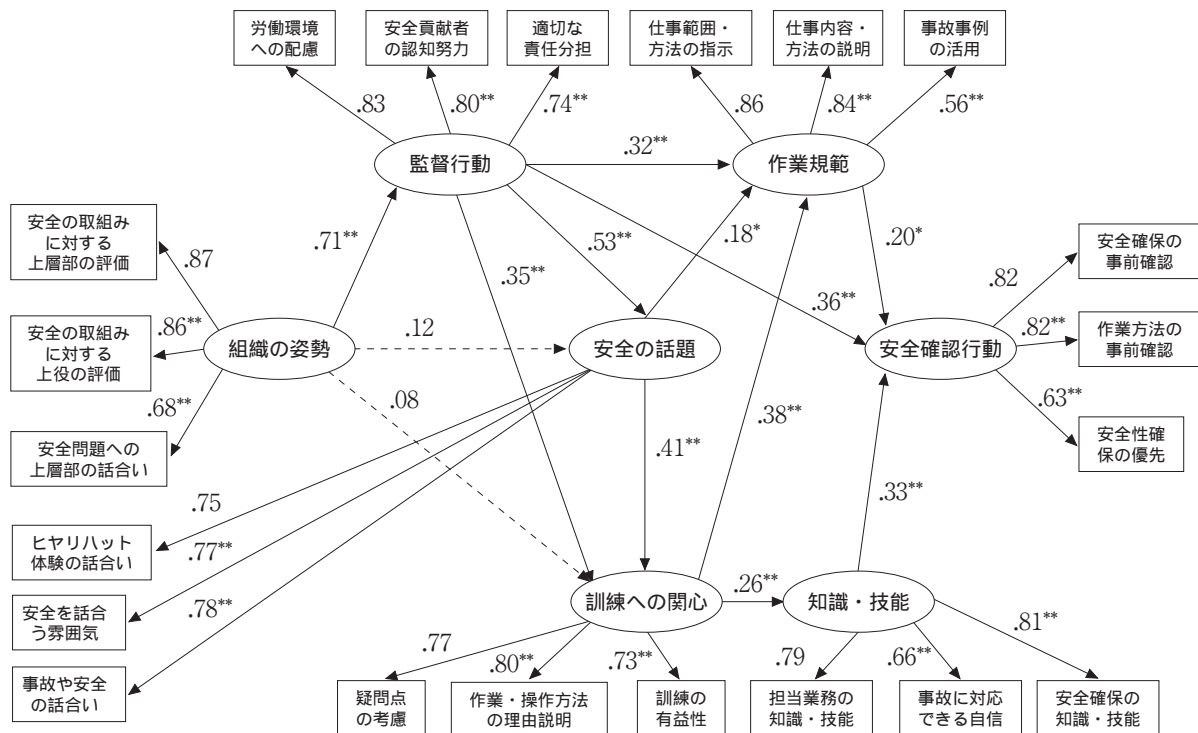 労働環境
への配慮
安全貢献者
の認知努力
適切な
責任分担
仕事範囲・
方法の指示
仕事内容・
方法の説明
事故事例
の活用
.83
.80**
.74**
.86
.84**
.56**
監督行動
.32**
作業規範
安全の取組み
に対する
上層部の評価
.87
.71**
.53**
.18*
.20*
安全確保の
事前確認
.35**
.36**
.82
安全の取組み
に対する
上役の評価
.86**
組織の姿勢
.12
安全の話題
安全確認行動
.82**
作業方法の
事前確認
.68**
.08
.38**
.63**
安全問題への
上層部の話合い
.41**
安全性確
保の優先
.75
.33**
ヒヤリハット
体験の話合い
.77**
.78**
安全を話合
う雰囲気
訓練への関心
.26**
知識・技能
事故や安全
の話合い
.77
.80**
.73**
.79
.66**
.81**
疑問点
の考慮
作業・操作方法
の理由説明
訓練の
有益性
担当業務の
知識・技能
事故に対応
できる自信
安全確保の
知識・技能